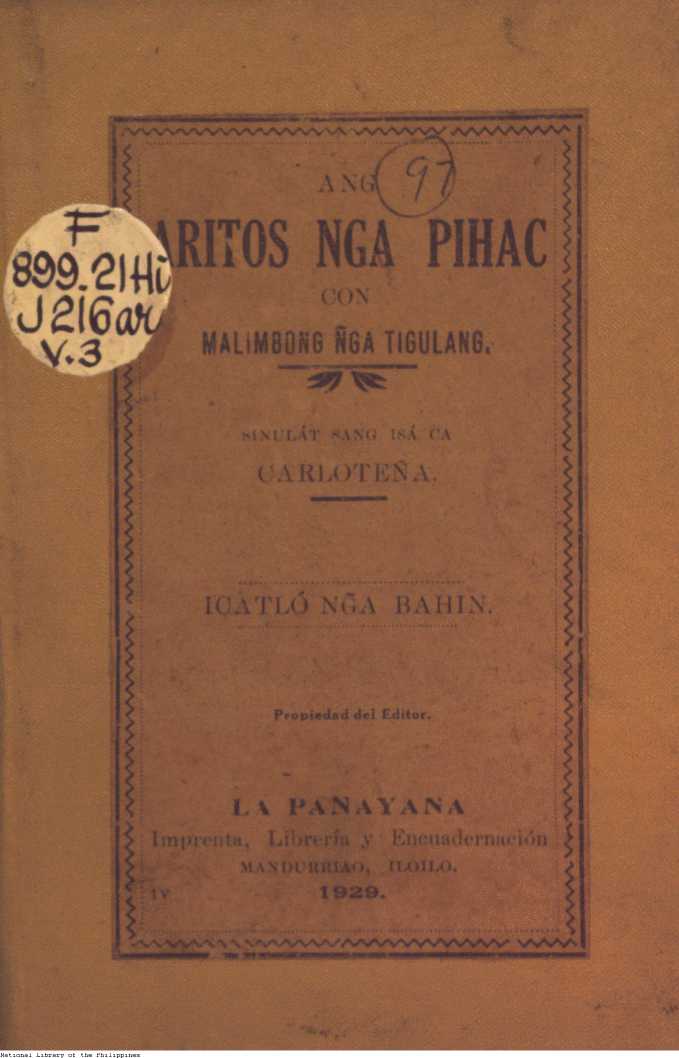 ANG
97
ARITOS NGA PIHAC
CON
MALIMBONG ÑGA TIGULANG.
F
899.21Hi
J216ar
V.3
SINULÁT SANG ISÁ CA
CARLOTEÑA.
ICATLÓ NG̃A BAHIN.
Propiedad del Editor.
LA PANAYANA
Imprenta, Librería y Encuadernación
MANDURRIAO, ILOILO.
IV 1929.
National Library of the Philippines